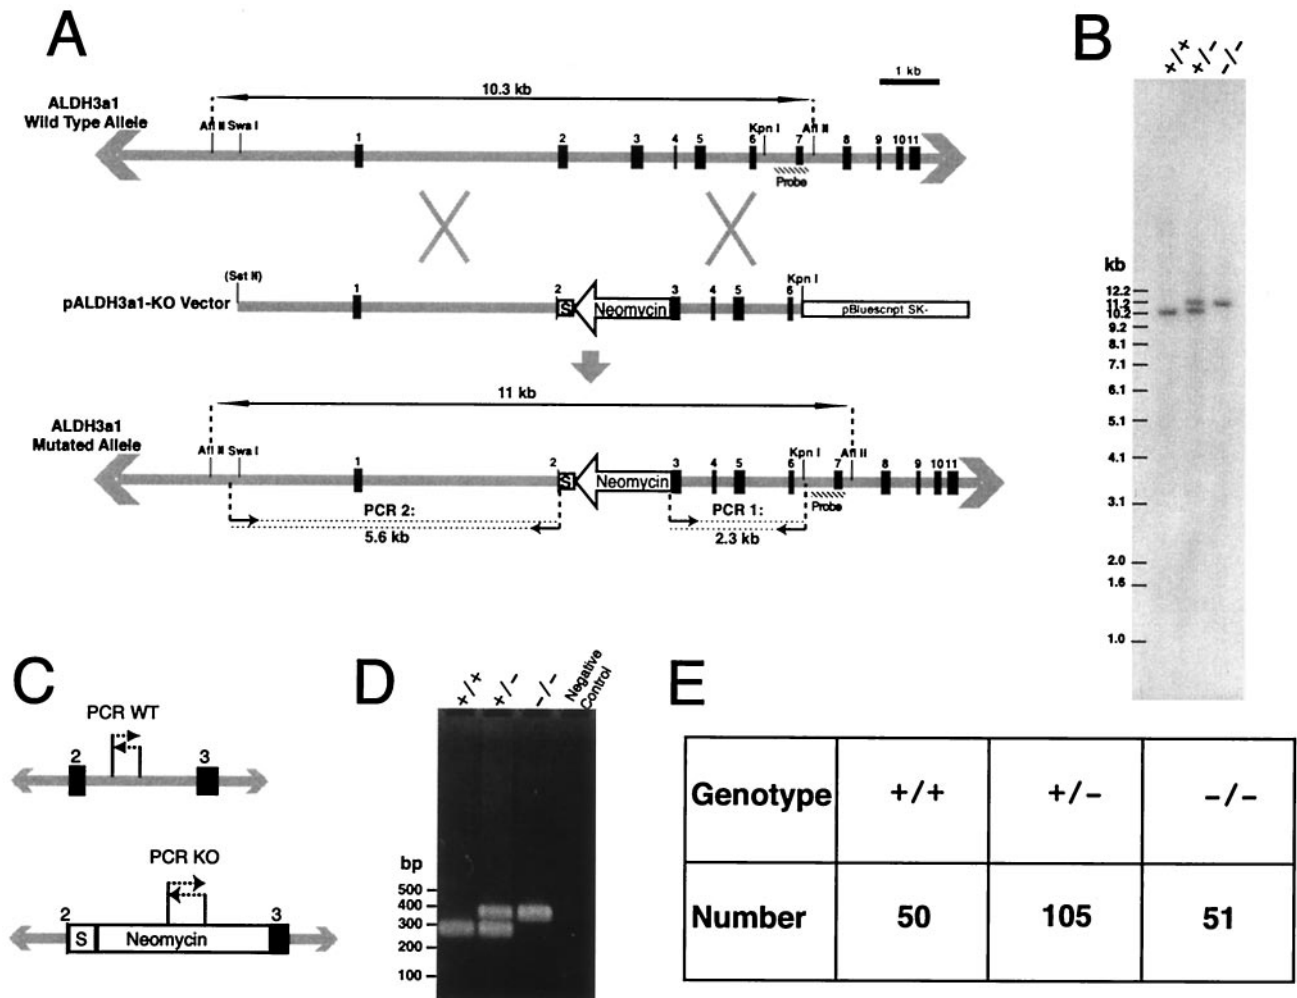 A
1 kb
10.3 kb
ALDH3a1
Wild Type Allele
Afl II Swa I
1 2 3 4 5 6 Kpn I 7 Afl II 8 9 10 11
Probe
pALDH3a1-KO Vector
1 2 S Neomycin 3 4 5 6 Kpn I
pBluescript SK-
11 kb
ALDH3a1
Mutated Allele
Afl II Swa I
1 2 S Neomycin 3 4 5 6 Kpn I 7 Afl II 8 9 10 11
PCR 2:
5.6 kb
PCR 1:
2.3 kb
Probe
B
+/+ +/- -/-
kb
12.2
11.2
10.2
9.2
8.1
7.1
6.1
5.1
4.1
3.1
2.0
1.6
1.0
C
PCR WT
2 3
PCR KO
2 3
S Neomycin
D
+/+ +/- -/- Negative Control
bp
500
400
300
200
100
E
Genotype +/+ +/- -/-
Number 50 105 51